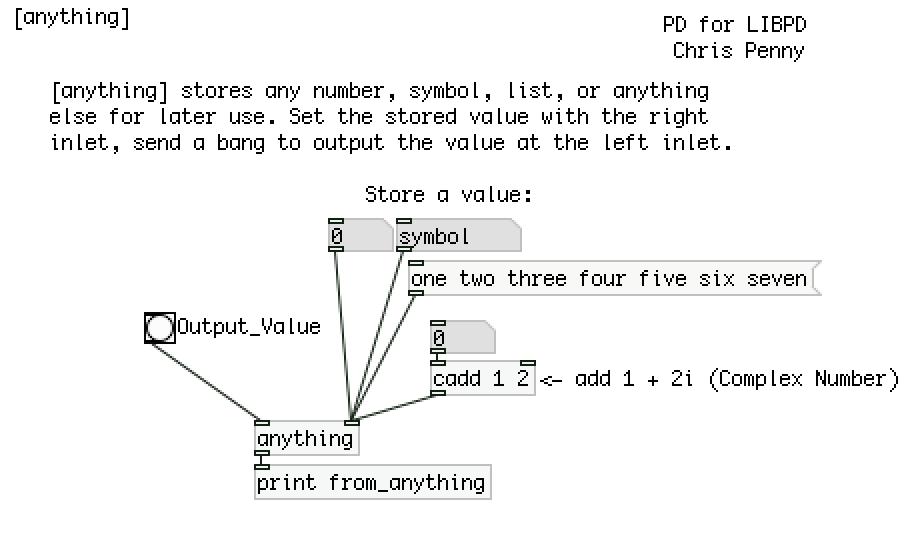 [anything]
PD for LIBPD
Chris Penny
[anything] stores any number, symbol, list, or anything
else for later use. Set the stored value with the right
inlet, send a bang to output the value at the left inlet.
Store a value:
0
symbol
one two three four five six seven
Output_Value
0
cadd 1 2
<- add 1 + 2i (Complex Number)
anything
print from_anything